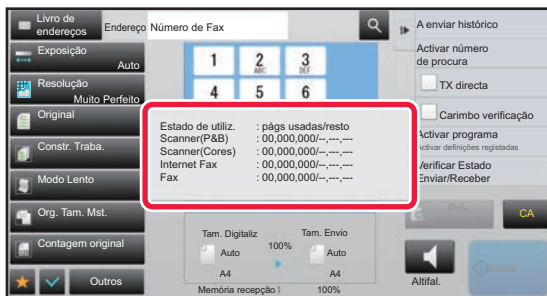 Livro de
endereços
Endereço
Número de Fax
Exposição
Auto
Resolução
Muito Perfeito
Original
Constr. Traba.
Modo Lento
Org. Tam. Mst.
Contagem original
Outros
1
2
ABC
3
DEF
4
5
6
Estado de utiliz. : págs usadas/resto
Scanner(P&B) : 00,000,000/--,---,---
Scanner(Cores) : 00,000,000/--,---,---
Internet Fax : 00,000,000/--,---,---
Fax : 00,000,000/--,---,---
Tam. Digitaliz
Auto
A4
100%
Tam. Envio
Auto
A4
Memória recepção : 100%
A enviar histórico
Activar número
de procura
TX directa
Carimbo verificação
Activar programa
Activar definições registadas
Verificar Estado
Enviar/Receber
Pré-
CA
Altifal.
Iniciar